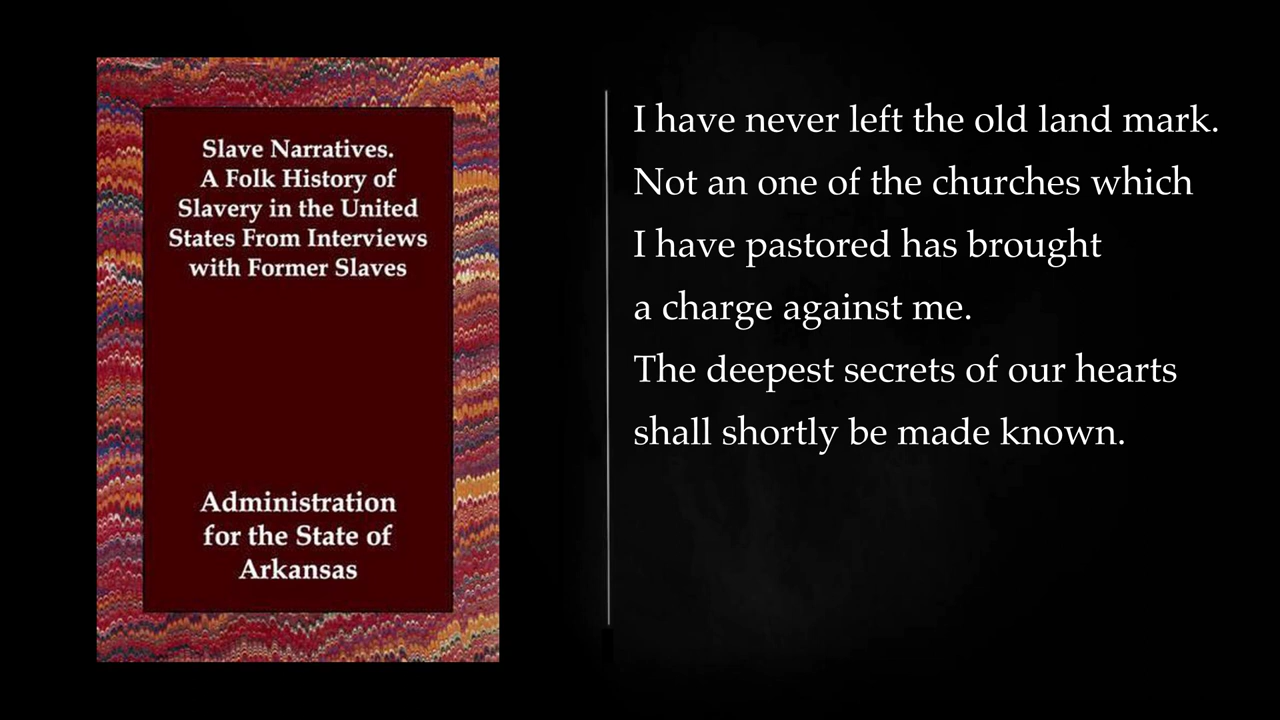 Slave Narratives.
A Folk History of
Slavery in the United
States From Interviews
with Former Slaves
Administration
for the State of
Arkansas
I have never left the old land mark.
Not an one of the churches which
I have pastored has brought
a charge against me.
The deepest secrets of our hearts
shall shortly be made known.